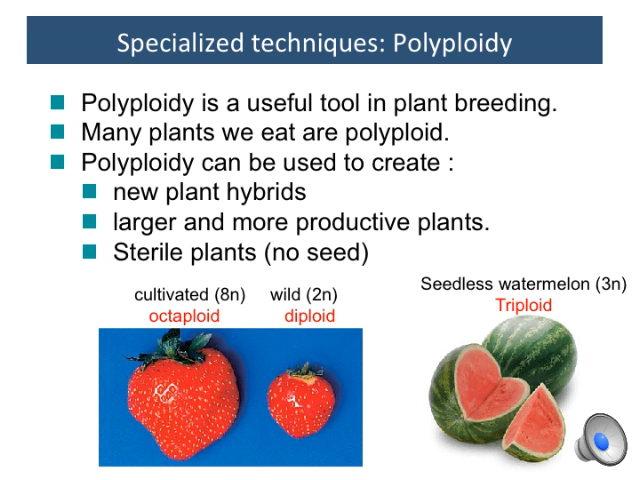 Specialized techniques: Polyploidy
Polyploidy is a useful tool in plant breeding.
Many plants we eat are polyploid.
Polyploidy can be used to create :
new plant hybrids
larger and more productive plants.
Sterile plants (no seed)
cultivated (8n) wild (2n)
octaploid diploid
Seedless watermelon (3n)
Triploid